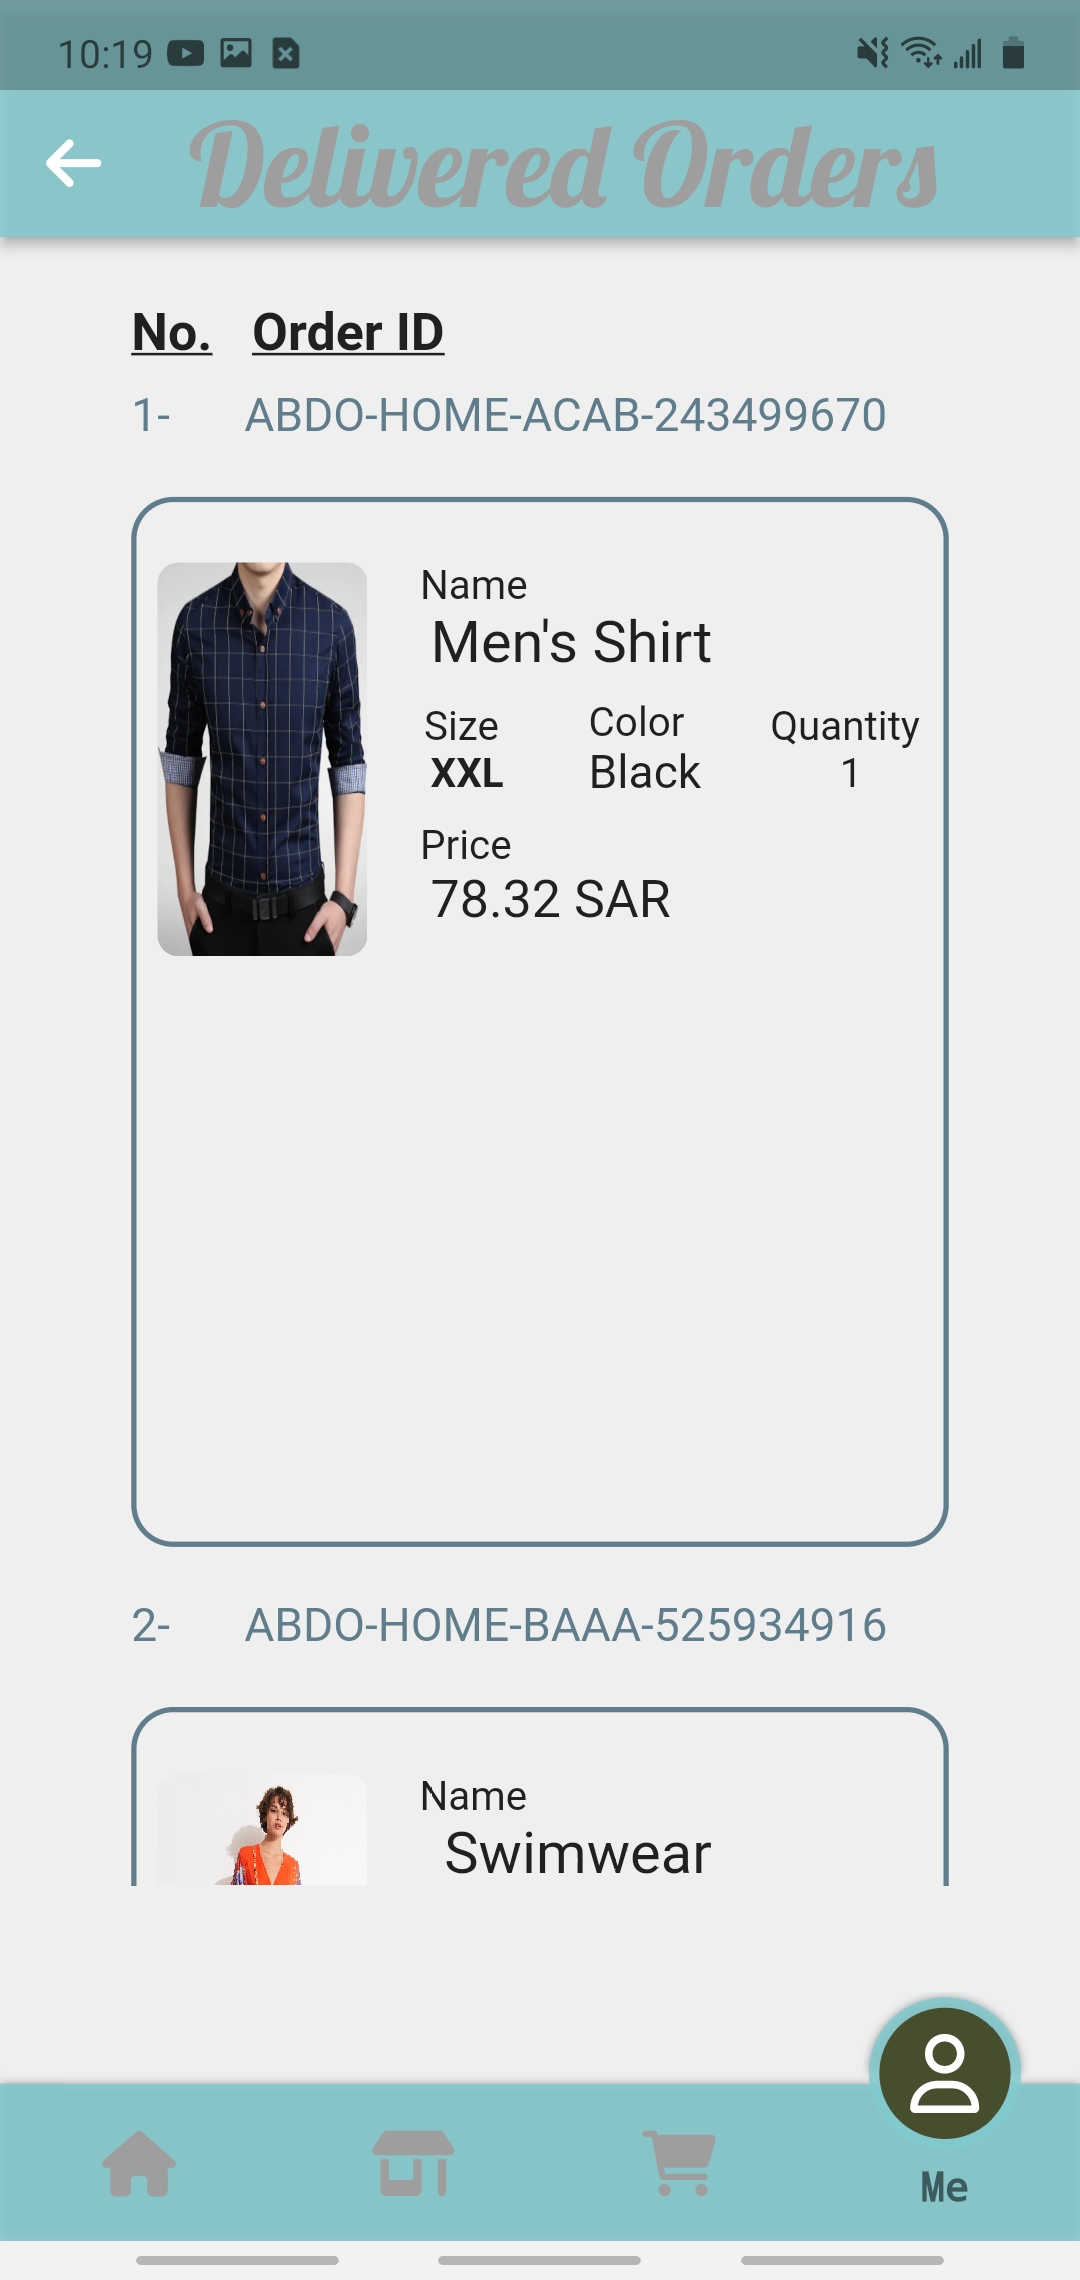 10:19
Delivered Orders
No. Order ID
1- ABDO-HOME-ACAB-243499670
Name
Men's Shirt
Size Color Quantity
XXL Black 1
Price
78.32 SAR
2- ABDO-HOME-BAAA-525934916
Name
Swimwear
Me